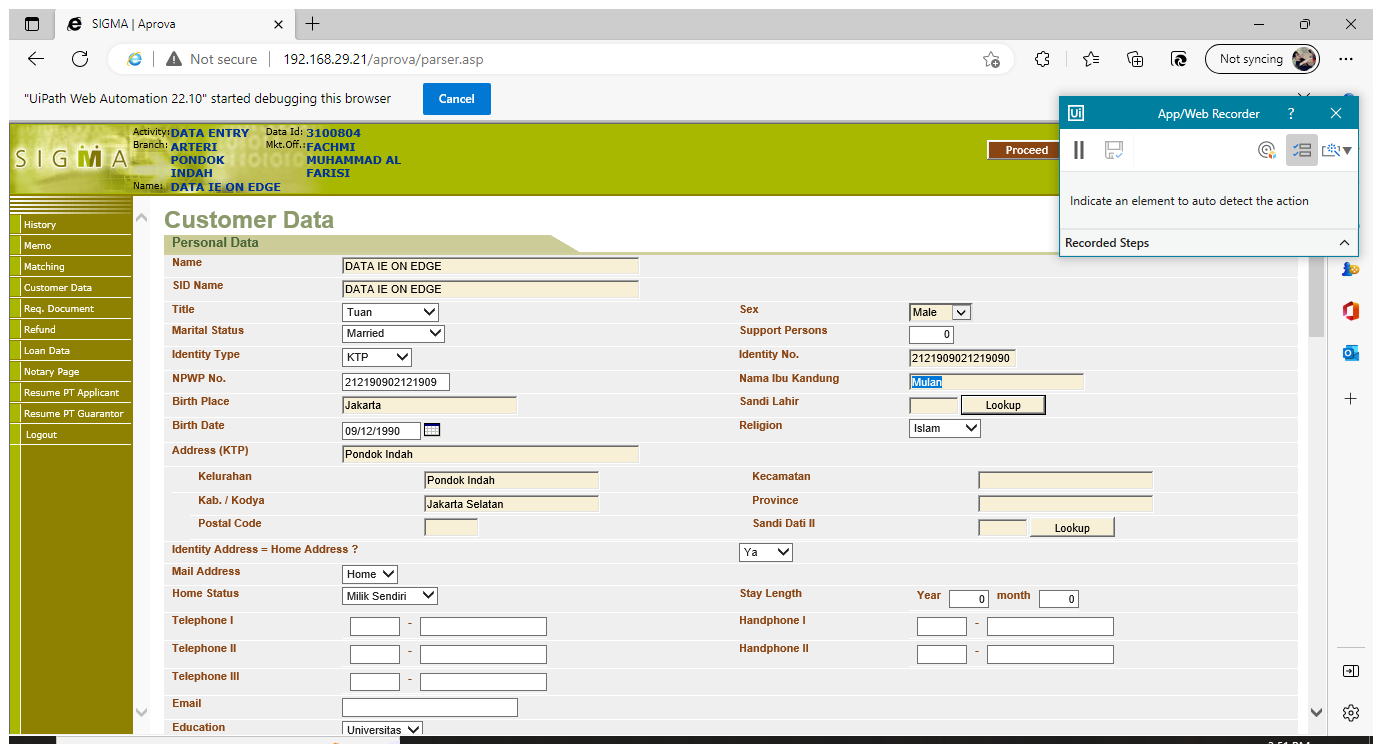 SIGMA | Aprova
Not secure | 192.168.29.21/aprova/parser.asp
Not syncing
"UiPath Web Automation 22.10" started debugging this browser Cancel
App/Web Recorder ?
Indicate an element to auto detect the action
Recorded Steps
SIGMA
Activity: DATA ENTRY Data Id: 3100804
Branch: ARTERI Mkt.Off.: FACHMI
PONDOK MUHAMMAD AL
INDAH FARISI
Name: DATA IE ON EDGE
Proceed
History
Memo
Matching
Customer Data
Req. Document
Refund
Loan Data
Notary Page
Resume PT Applicant
Resume PT Guarantor
Logout
Customer Data
Personal Data
Name DATA IE ON EDGE
SID Name DATA IE ON EDGE
Title Tuan Sex Male
Marital Status Married Support Persons 0
Identity Type KTP Identity No. 2121909021219090
NPWP No. 212190902121909 Nama Ibu Kandung Mulan
Birth Place Jakarta Sandi Lahir Lookup
Birth Date 09/12/1990 Religion Islam
Address (KTP) Pondok Indah
Kelurahan Pondok Indah Kecamatan
Kab. / Kodya Jakarta Selatan Province
Postal Code Sandi Dati II Lookup
Identity Address = Home Address ? Ya
Mail Address Home
Home Status Milik Sendiri Stay Length Year 0 month 0
Telephone I - Handphone I -
Telephone II - Handphone II -
Telephone III -
Email
Education Universitas